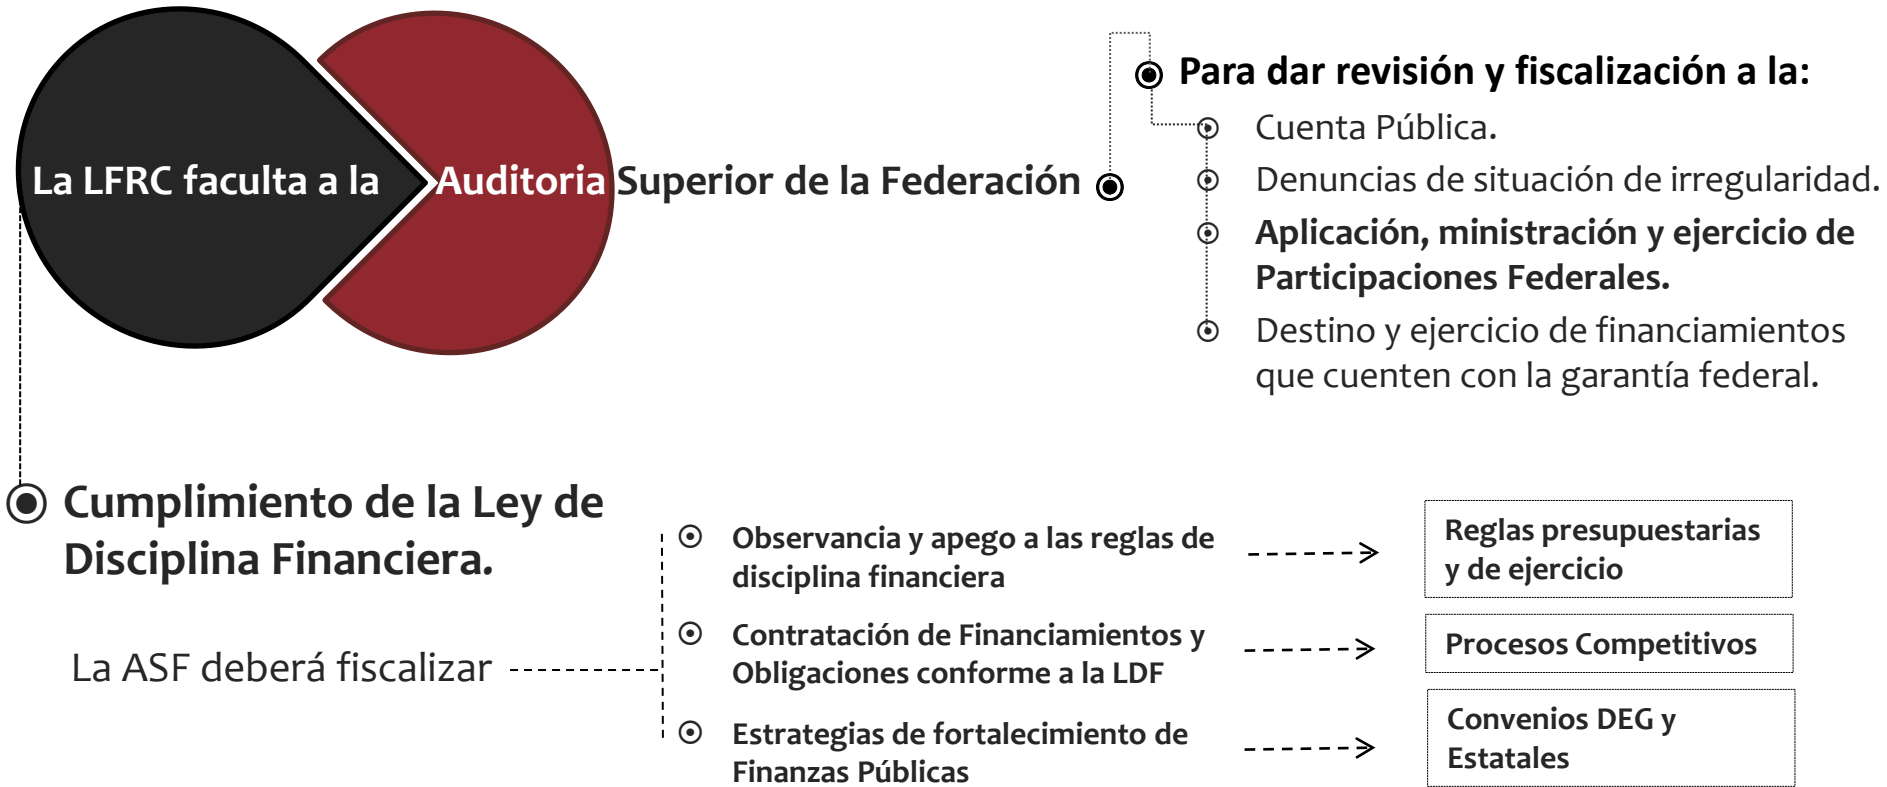 La LFRC faculta a la Auditoria Superior de la Federación
Para dar revisión y fiscalización a la:
Cuenta Pública.
Denuncias de situación de irregularidad.
Aplicación, ministración y ejercicio de
Participaciones Federales.
Destino y ejercicio de financiamientos
que cuenten con la garantía federal.
Cumplimiento de la Ley de
Disciplina Financiera.
La ASF deberá fiscalizar
Observancia y apego a las reglas de
disciplina financiera
Reglas presupuestarias
y de ejercicio
Contratación de Financiamientos y
Obligaciones conforme a la LDF
Procesos Competitivos
Estrategias de fortalecimiento de
Finanzas Públicas
Convenios DEG y
Estatales